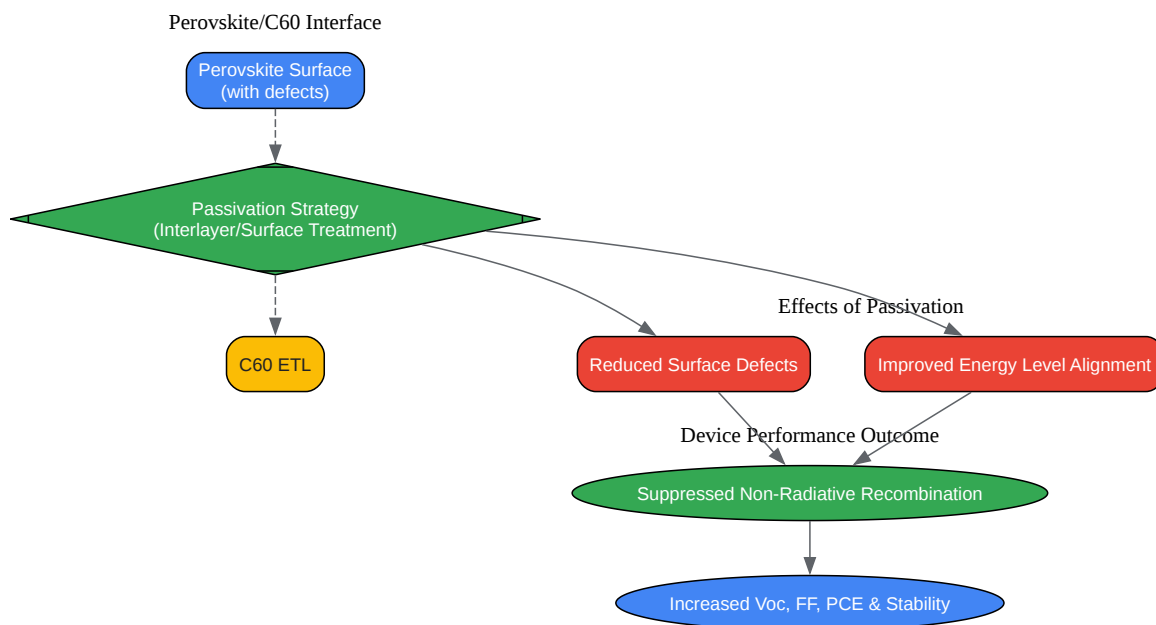 Perovskite/C60 Interface
Perovskite Surface
(with defects)
Passivation Strategy
(Interlayer/Surface Treatment)
Effects of Passivation
C60 ETL
Reduced Surface Defects
Improved Energy Level Alignment
Device Performance Outcome
Suppressed Non-Radiative Recombination
Increased Voc, FF, PCE & Stability